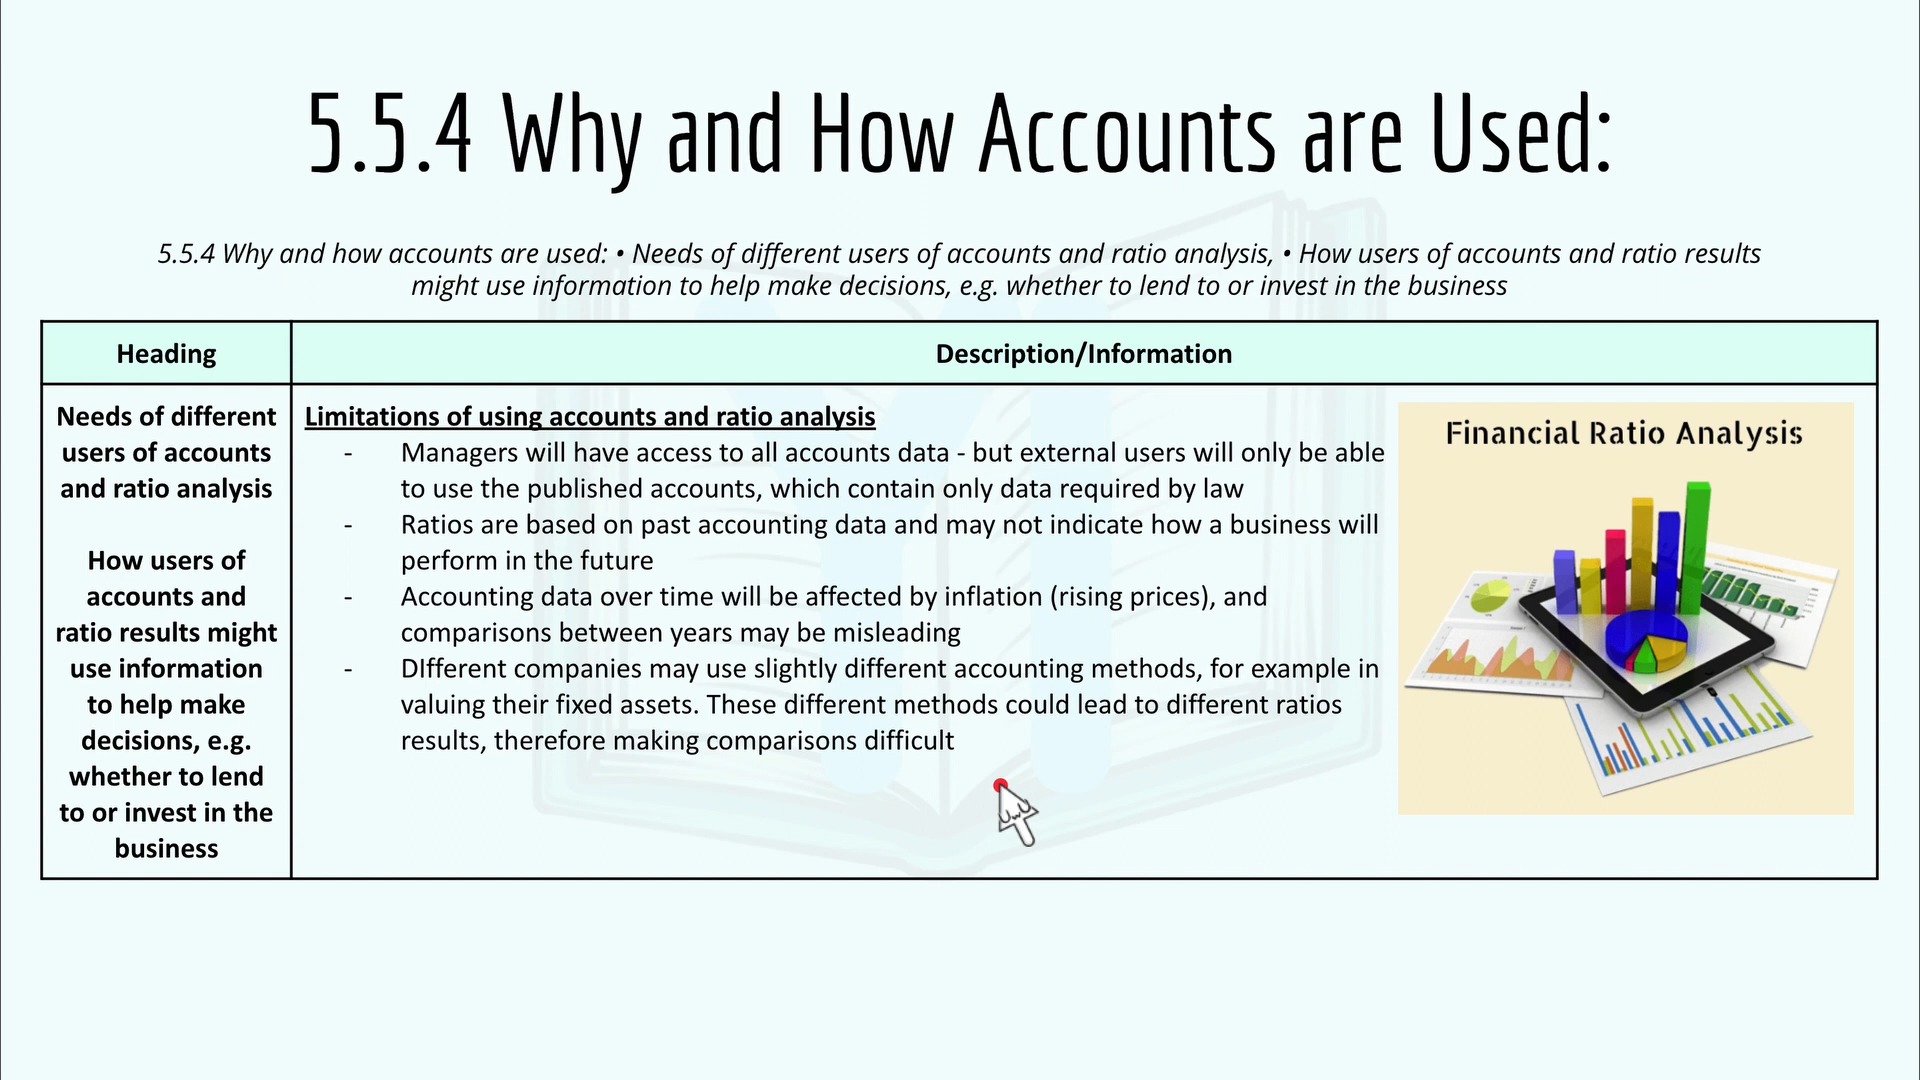 5.5.4 Why and How Accounts are Used:
5.5.4 Why and how accounts are used: • Needs of different users of accounts and ratio analysis, • How users of accounts and ratio results
might use information to help make decisions, e.g. whether to lend to or invest in the business
Heading
Description/Information
Needs of different
users of accounts
and ratio analysis
How users of
accounts and
ratio results might
use information
to help make
decisions, e.g.
whether to lend
to or invest in the
business
Limitations of using accounts and ratio analysis
- Managers will have access to all accounts data - but external users will only be able
to use the published accounts, which contain only data required by law
- Ratios are based on past accounting data and may not indicate how a business will
perform in the future
- Accounting data over time will be affected by inflation (rising prices), and
comparisons between years may be misleading
- DIfferent companies may use slightly different accounting methods, for example in
valuing their fixed assets. These different methods could lead to different ratios
results, therefore making comparisons difficult
Financial Ratio Analysis